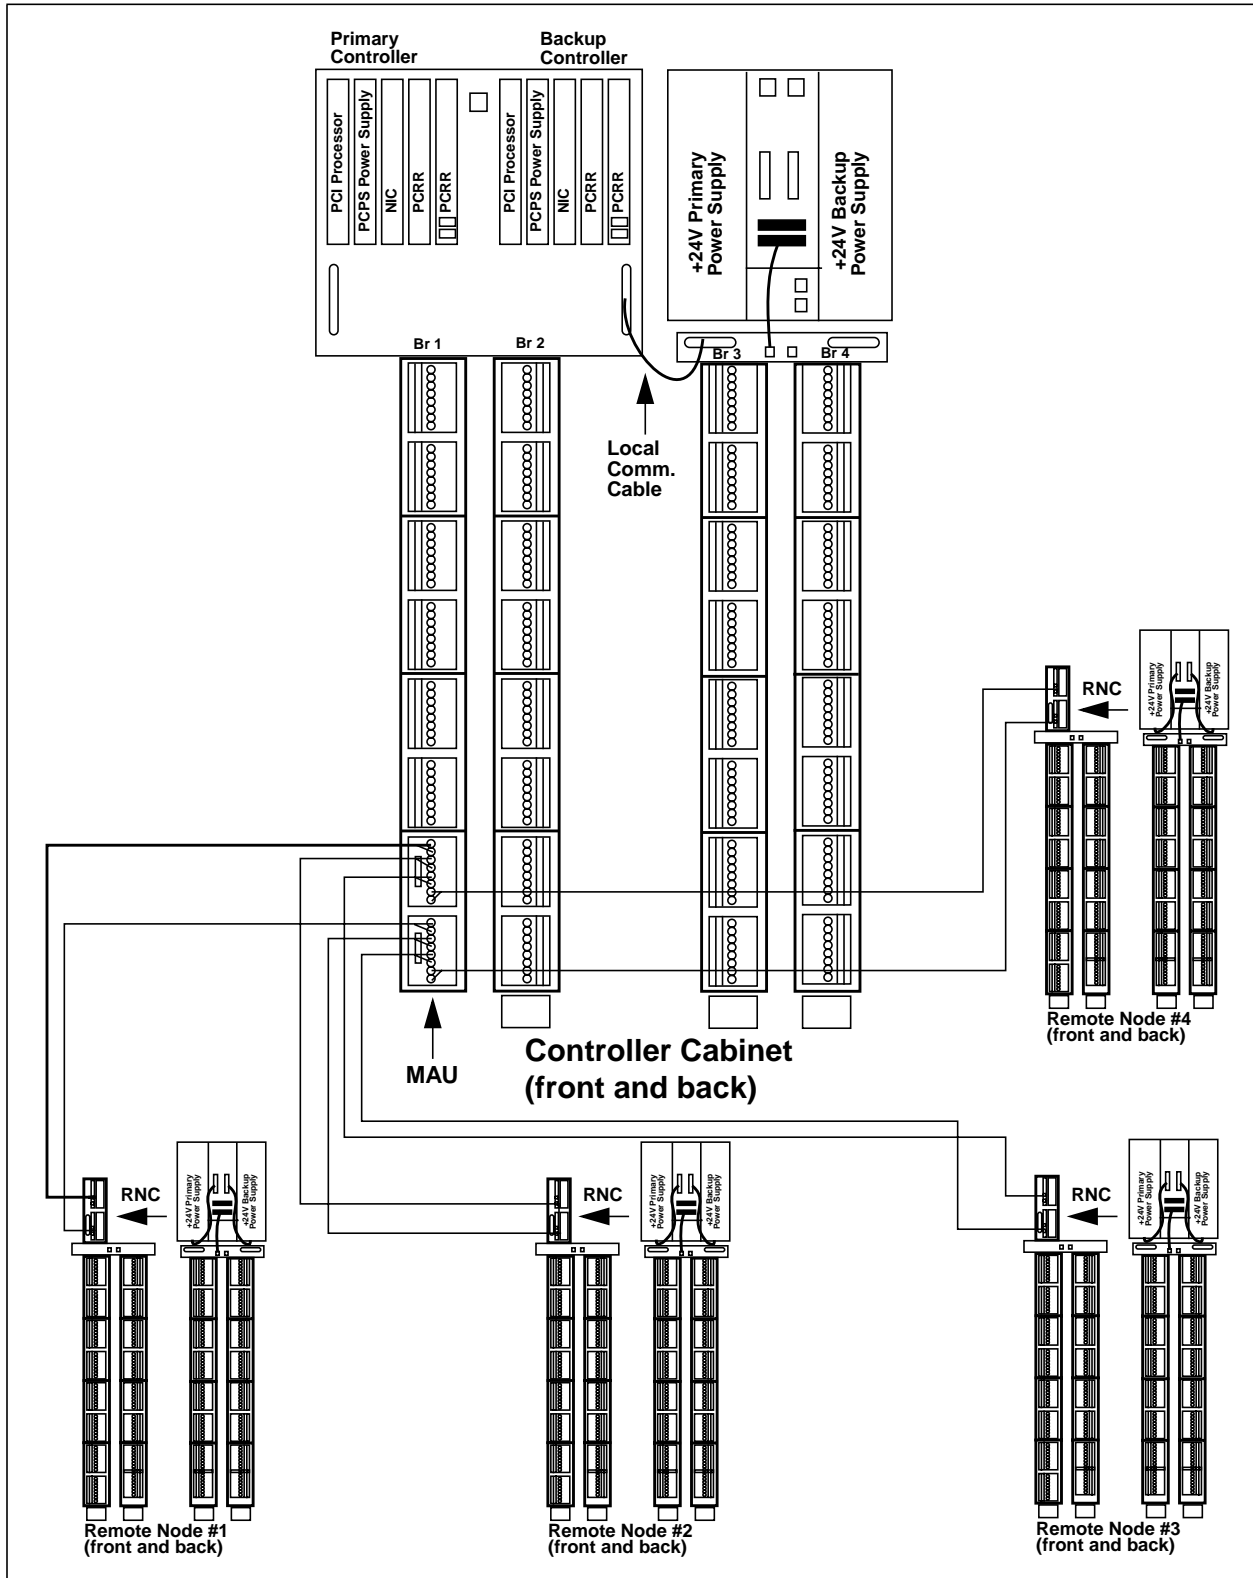 Primary
Controller
Backup
Controller
PCI Processor
PCPS Power Supply
NIC
PCRR
PCRR
PCI Processor
PCPS Power Supply
NIC
PCRR
PCRR
+24V Primary
Power Supply
+24V Backup
Power Supply
Br 1
Br 2
Br 3
Br 4
Local
Comm.
Cable
RNC
+24V Primary
Power Supply
+24V Backup
Power Supply
Remote Node #4
(front and back)
MAU
Controller Cabinet
(front and back)
RNC
+24V Primary
Power Supply
+24V Backup
Power Supply
Remote Node #1
(front and back)
RNC
+24V Primary
Power Supply
+24V Backup
Power Supply
Remote Node #2
(front and back)
RNC
+24V Primary
Power Supply
+24V Backup
Power Supply
Remote Node #3
(front and back)